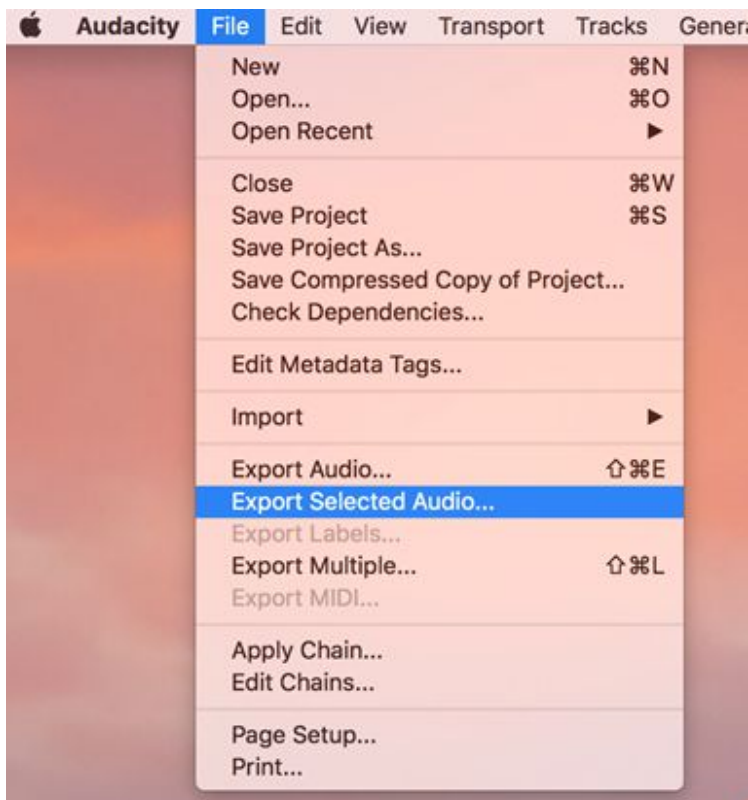 Audacity File Edit View Transport Tracks Genera
New ⌘N
Open... ⌘O
Open Recent ▶
Close ⌘W
Save Project ⌘S
Save Project As...
Save Compressed Copy of Project...
Check Dependencies...
Edit Metadata Tags...
Import ▶
Export Audio... ⇧⌘E
Export Selected Audio...
Export Labels...
Export Multiple... ⇧⌘L
Export MIDI...
Apply Chain...
Edit Chains...
Page Setup...
Print...